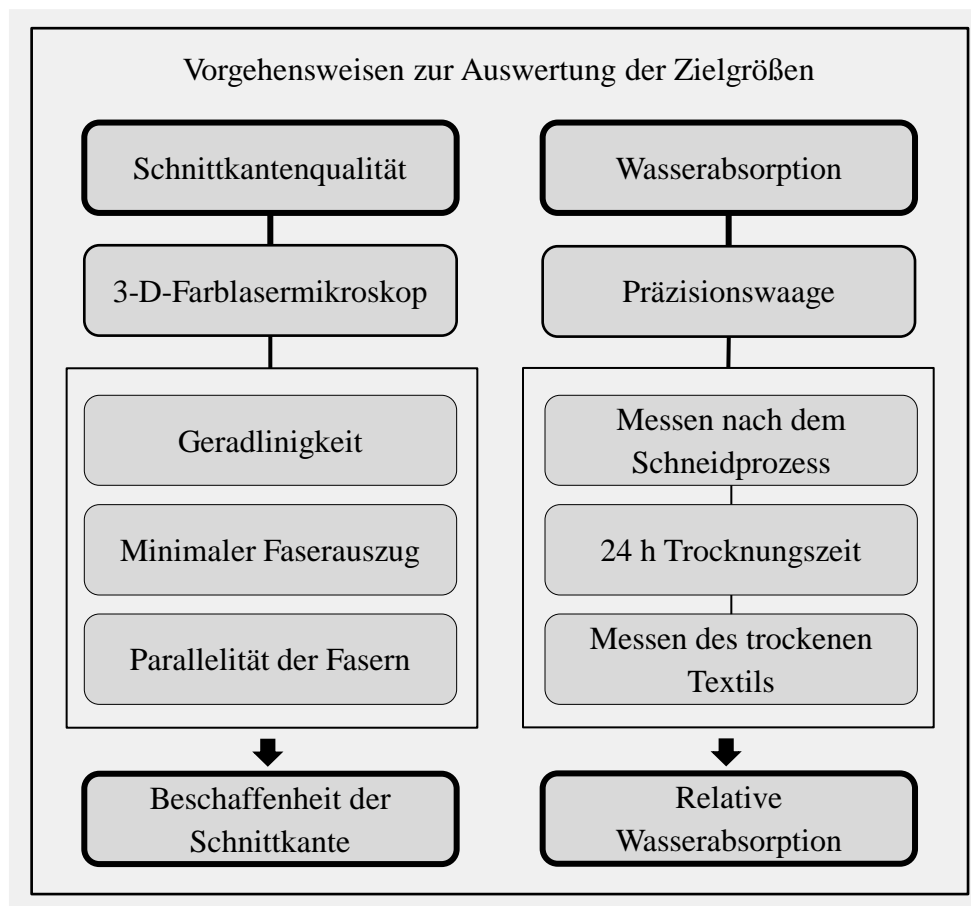 Vorgehensweisen zur Auswertung der Zielgrößen
Schnittkantenqualität
3-D-Farblasermikroskop
Geradlinigkeit
Minimaler Faserauszug
Parallelität der Fasern
Beschaffenheit der
Schnittkante
Wasserabsorption
Präzisionswaage
Messen nach dem
Schneidprozess
24 h Trocknungszeit
Messen des trockenen
Textils
Relative
Wasserabsorption